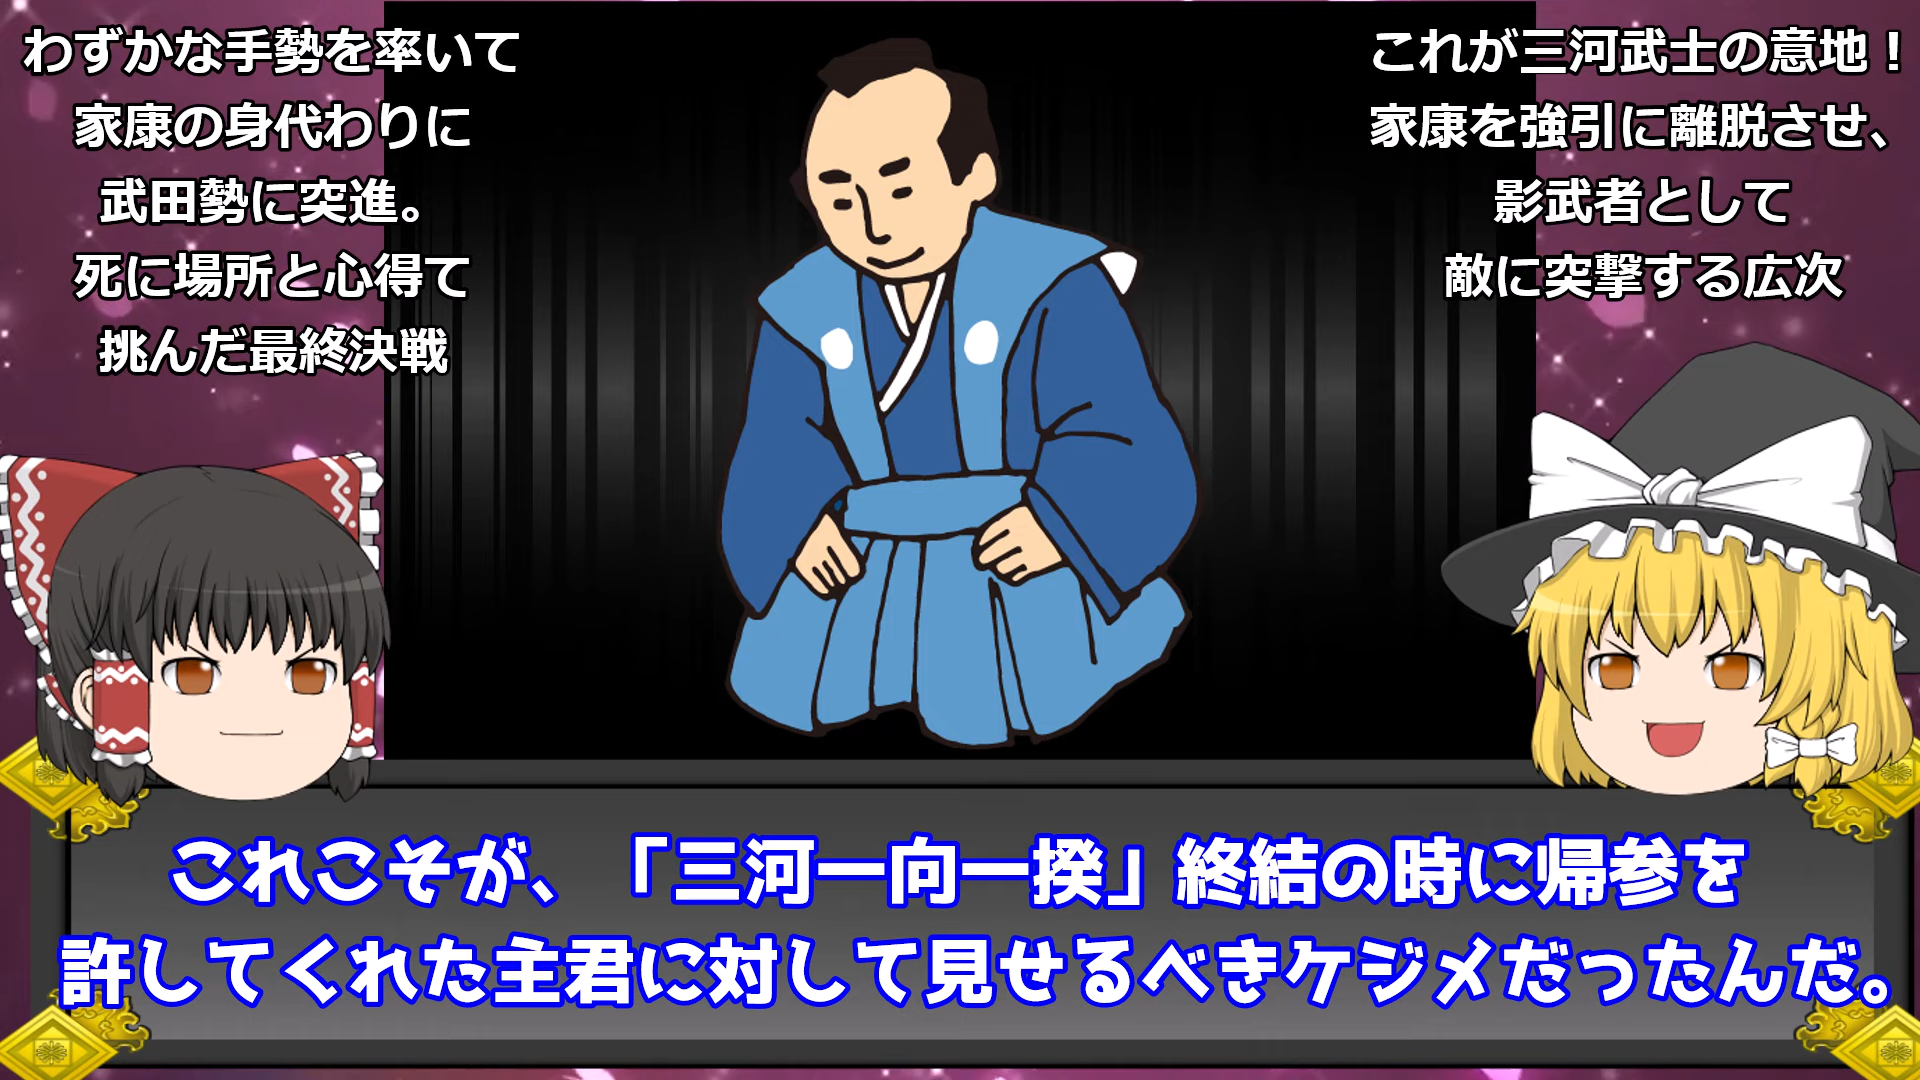 わずかな手勢を率いて
家康の身代わりに
武田勢に突進。
死に場所と心得て
挑んだ最終決戦
これが三河武士の意地！
家康を強引に離脱させ、
影武者として
敵に突撃する広次
これこそが、「三河一向一揆」終結の時に帰参を
許してくれた主君に対して見せるべきケジメだったんだ。